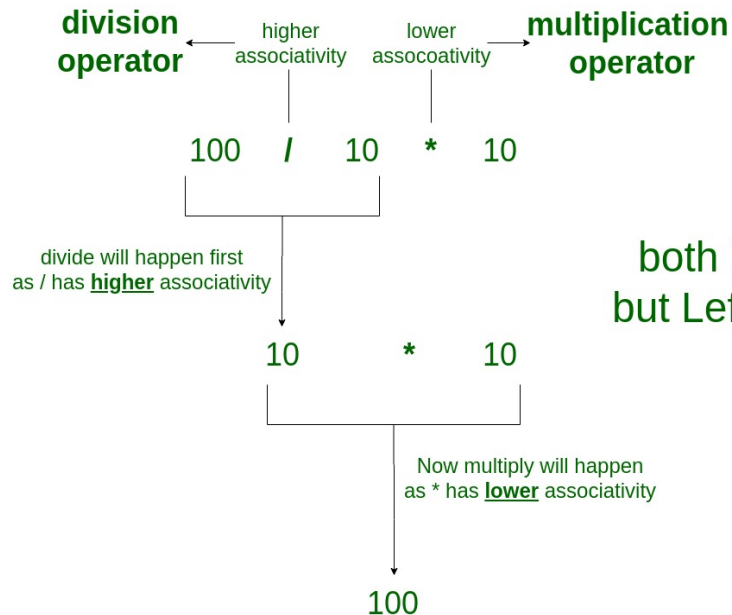 division
operator
higher
associativity
lower
assocoativity
multiplication
operator
100 / 10 * 10
divide will happen first
as / has higher associativity
both
but Lef
10 * 10
Now multiply will happen
as * has lower associativity
100